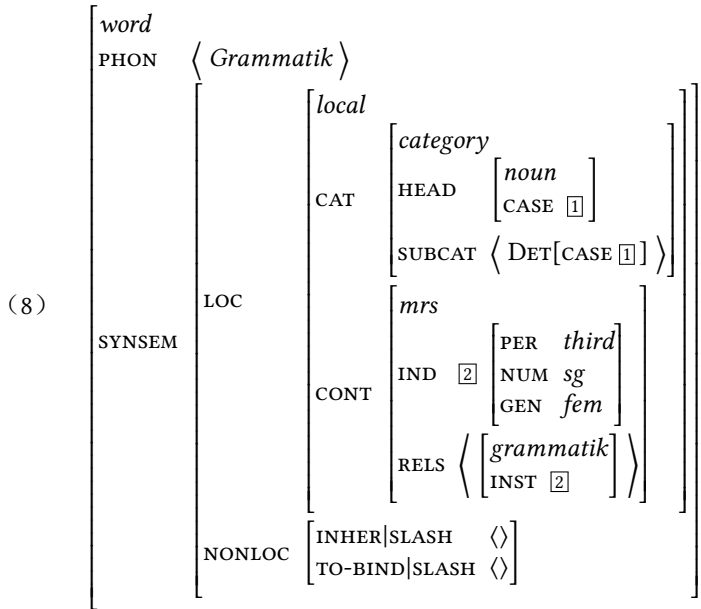 word
PHON ⟨ Grammatik ⟩
local
category
HEAD noun
CASE 1
CAT
SUBCAT ⟨ DET[CASE 1] ⟩
(8)
LOC
mrs
SYNSEM
PER third
IND 2 NUM sg
GEN fem
CONT
RELS ⟨ grammatik
INST 2 ⟩
NONLOC
INHER|SLASH ⟨⟩
TO-BIND|SLASH ⟨⟩